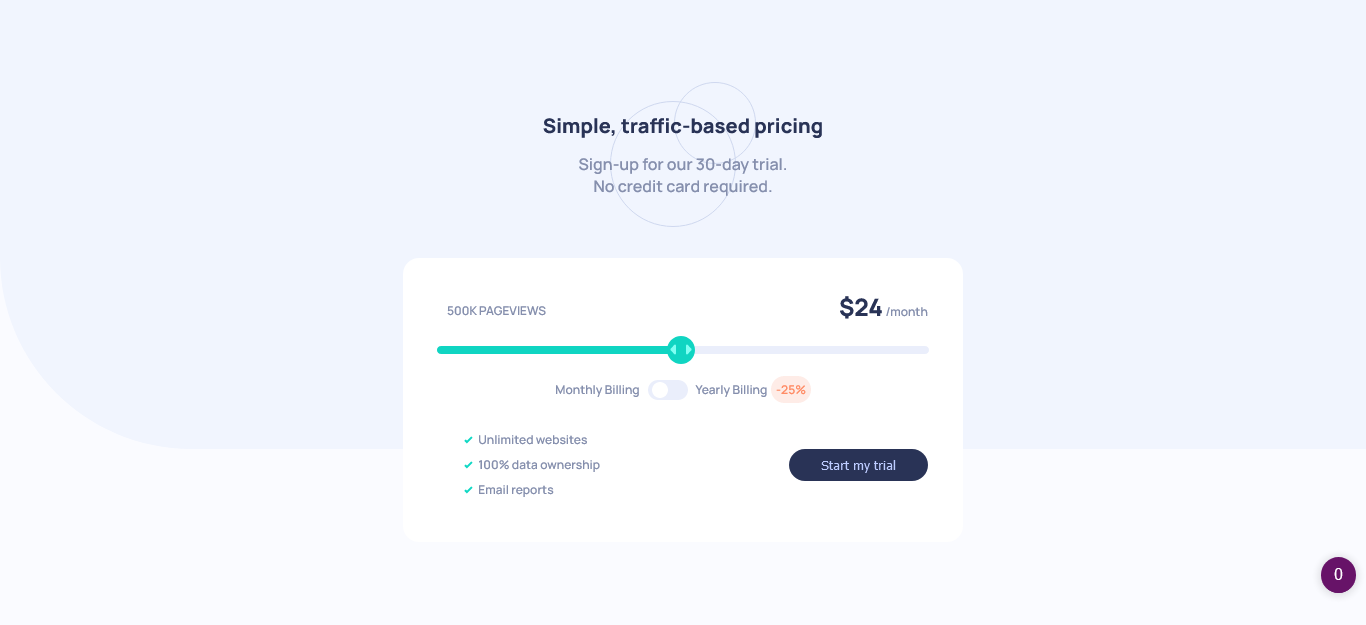 Simple, traffic-based pricing
Sign-up for our 30-day trial.
No credit card required.
500K PAGEVIEWS
$24 /month
Monthly Billing
Yearly Billing
-25%
Unlimited websites
100% data ownership
Email reports
Start my trial
0